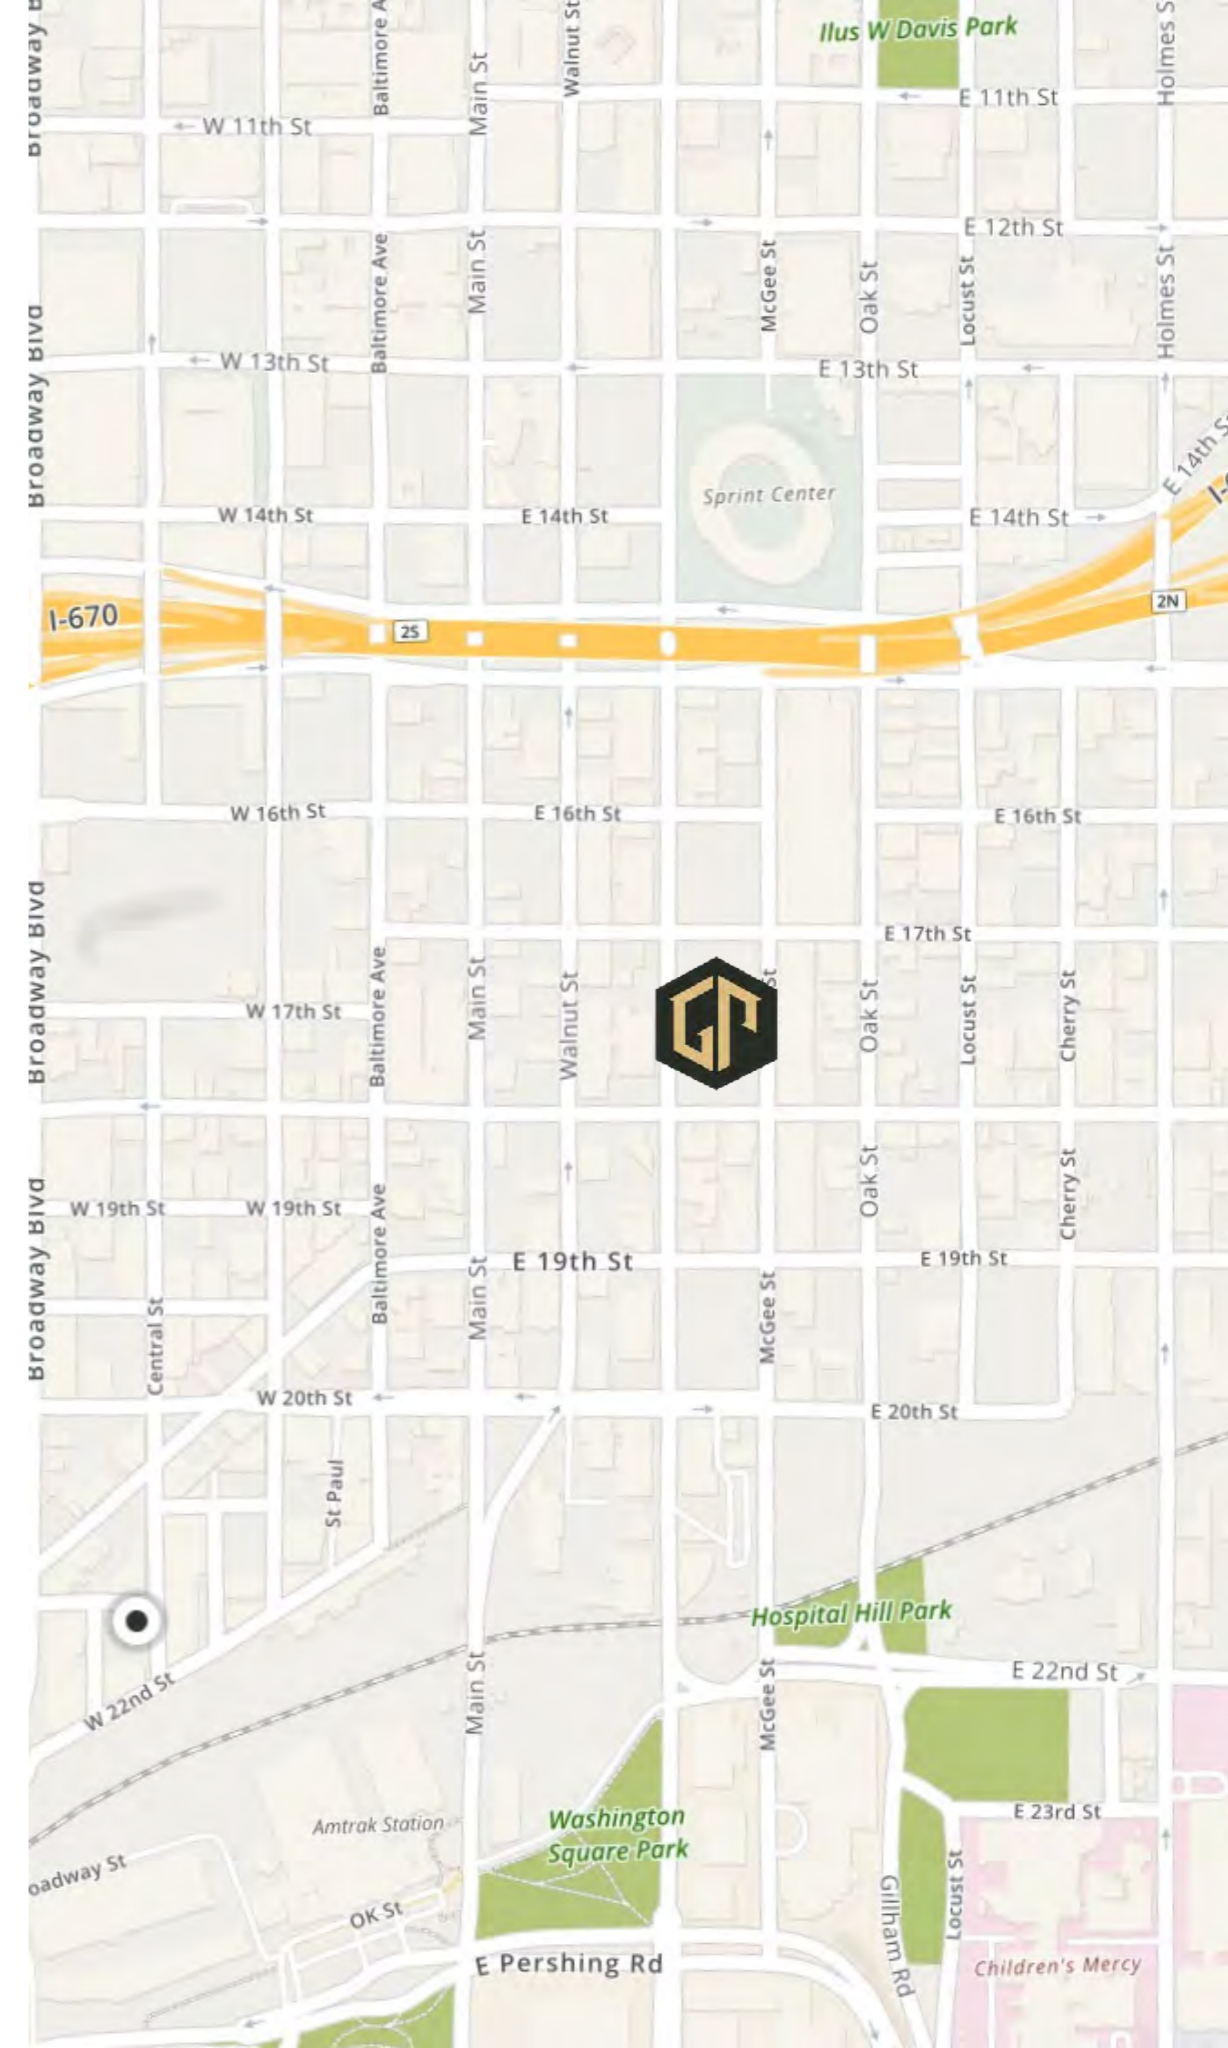 Ilus W Davis Park
Broadway B
Baltimore A
Main St
Walnut St
Holmes S
E 11th St
W 11th St
E 12th St
Broadway Blvd
Baltimore Ave
Main St
McGee St
Oak St
Locust St
Holmes St
W 13th St
E 13th St
E 14th St
Sprint Center
W 14th St
E 14th St
E 14th St
I-670
2S
2N
W 16th St
E 16th St
E 16th St
E 17th St
Broadway Blvd
Baltimore Ave
Main St
Walnut St
St
Oak St
Locust St
Cherry St
W 17th St
Oak St
Cherry St
W 19th St
W 19th St
Broadway Blvd
Baltimore Ave
Main St
E 19th St
E 19th St
McGee St
Central St
W 20th St
E 20th St
St Paul
Hospital Hill Park
W 22nd St
Main St
McGee St
E 22nd St
Amtrak Station
Washington
Square Park
E 23rd St
oadway St
OK St
Gillham Rd
Locust St
E Pershing Rd
Children's Mercy